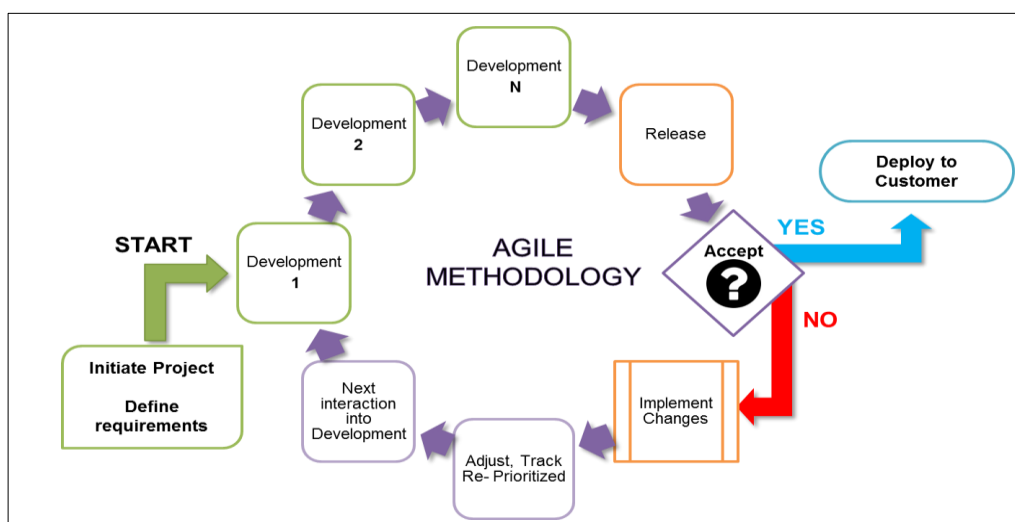 START
Initiate Project
Define
requirements
Development
1
Development
2
Development
N
Release
AGILE
METHODOLOGY
Accept
?
YES
Deploy to
Customer
NO
Implement
Changes
Adjust, Track
Re- Prioritized
Next
interaction
into
Development